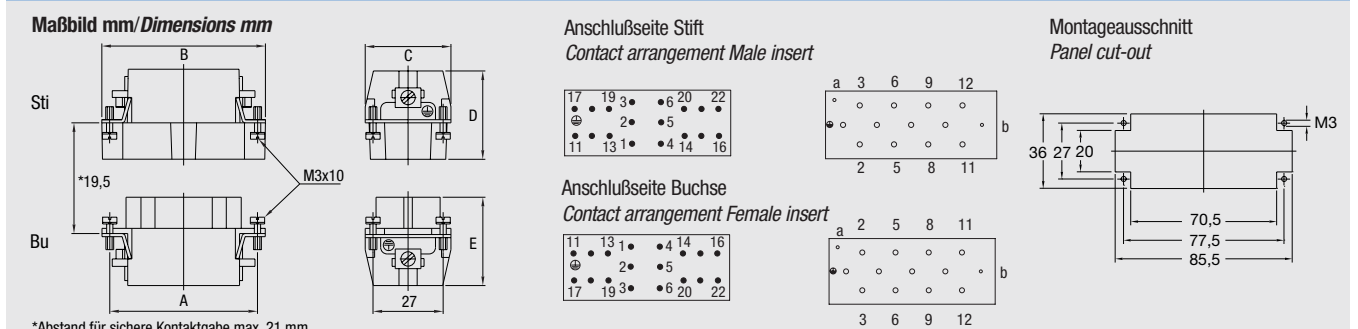 Maßbild mm/Dimensions mm
B
C
Sti
D
*19,5
M3x10
Bu
E
A
27
*Abstand für sichere Kontaktgabe max. 21 mm
Anschlußseite Stift
Contact arrangement Male insert
17 19 3 6 20 22
2 5
11 13 1 4 14 16
a 3 6 9 12
b
2 5 8 11
Anschlußseite Buchse
Contact arrangement Female insert
11 13 1 4 14 16
2 5
17 19 3 6 20 22
a 2 5 8 11
b
3 6 9 12
Montageausschnitt
Panel cut-out
M3
36 27 20
70,5
77,5
85,5